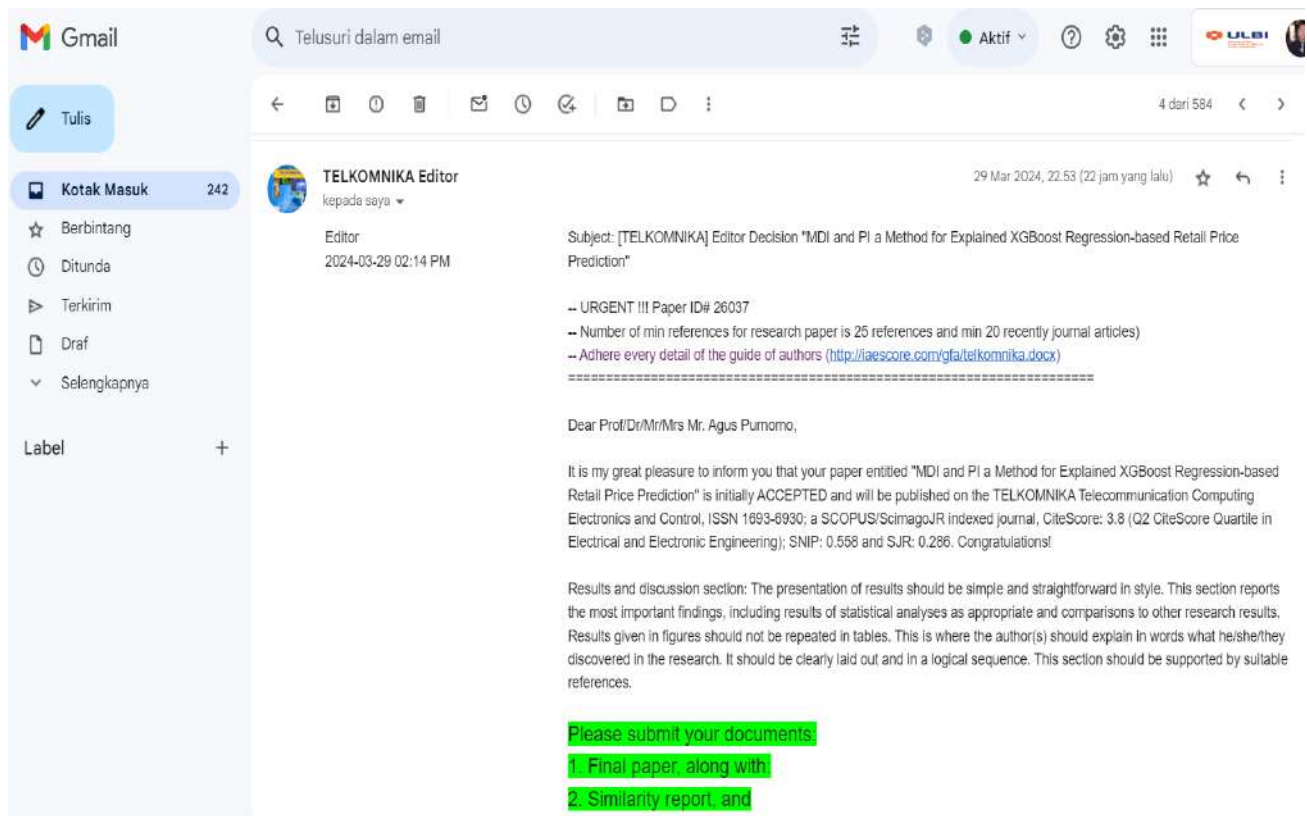 Gmail
Telusuri dalam email
Aktif
ULBI
Tulis
4 dari 584
Kotak Masuk 242
Berbintang
Ditunda
Terkirim
Draf
Selengkapnya
Label +
TELKOMNIKA Editor
29 Mar 2024, 22.53 (22 jam yang lalu)
kepada saya
Editor
2024-03-29 02:14 PM
Subject: [TELKOMNIKA] Editor Decision "MDI and PI a Method for Explained XGBoost Regression-based Retail Price
Prediction"
-- URGENT !!! Paper ID# 26037
-- Number of min references for research paper is 25 references and min 20 recently journal articles)
-- Adhere every detail of the guide of authors (http://iaescore.com/gfa/telkomnika.docx)
======================================================================
Dear Prof/Dr/Mr/Mrs Mr. Agus Purnomo,
It is my great pleasure to inform you that your paper entitled "MDI and PI a Method for Explained XGBoost Regression-based
Retail Price Prediction" is initially ACCEPTED and will be published on the TELKOMNIKA Telecommunication Computing
Electronics and Control, ISSN 1693-6930; a SCOPUS/ScimagoJR indexed journal, CiteScore: 3.8 (Q2 CiteScore Quartile in
Electrical and Electronic Engineering); SNIP: 0.558 and SJR: 0.286. Congratulations!
Results and discussion section: The presentation of results should be simple and straightforward in style. This section reports
the most important findings, including results of statistical analyses as appropriate and comparisons to other research results.
Results given in figures should not be repeated in tables. This is where the author(s) should explain in words what he/she/they
discovered in the research. It should be clearly laid out and in a logical sequence. This section should be supported by suitable
references.
Please submit your documents:
1. Final paper, along with:
2. Similarity report, and